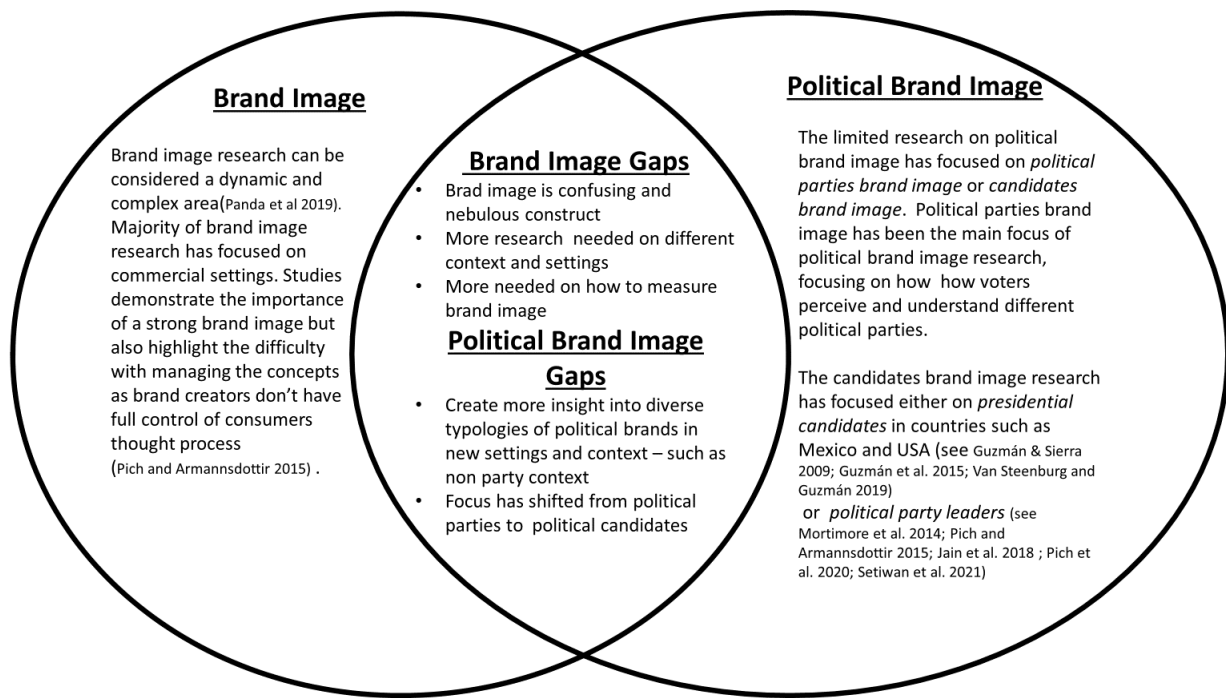 Brand Image
Brand image research can be
considered a dynamic and
complex area(Panda et al 2019).
Majority of brand image
research has focused on
commercial settings. Studies
demonstrate the importance
of a strong brand image but
also highlight the difficulty
with managing the concepts
as brand creators don’t have
full control of consumers
thought process
(Pich and Armannsdottir 2015) .
Brand Image Gaps
• Brad image is confusing and
nebulous construct
• More research needed on different
context and settings
• More needed on how to measure
brand image
Political Brand Image
Gaps
• Create more insight into diverse
typologies of political brands in
new settings and context – such as
non party context
• Focus has shifted from political
parties to political candidates
Political Brand Image
The limited research on political
brand image has focused on political
parties brand image or candidates
brand image. Political parties brand
image has been the main focus of
political brand image research,
focusing on how how voters
perceive and understand different
political parties.
The candidates brand image research
has focused either on presidential
candidates in countries such as
Mexico and USA (see Guzmán & Sierra
2009; Guzmán et al. 2015; Van Steenburg and
Guzmán 2019)
or political party leaders (see
Mortimore et al. 2014; Pich and
Armannsdottir 2015; Jain et al. 2018 ; Pich et
al. 2020; Setiwan et al. 2021)